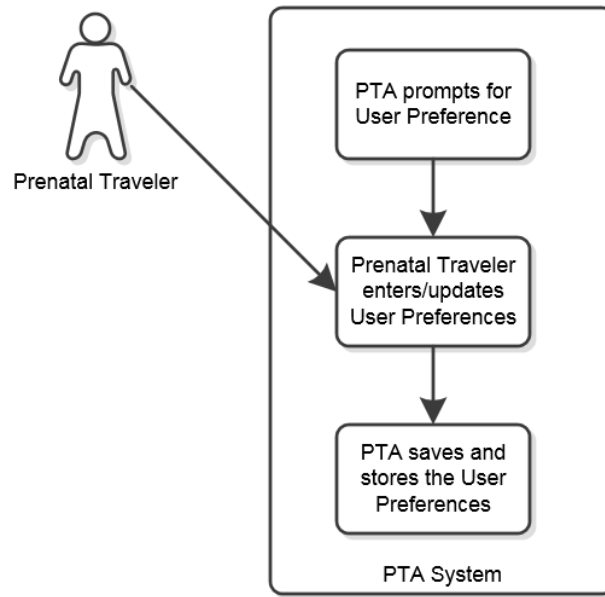 PTA prompts for
User Preference
Prenatal Traveler
Prenatal Traveler
enters/updates
User Preferences
PTA saves and
stores the User
Preferences
PTA System